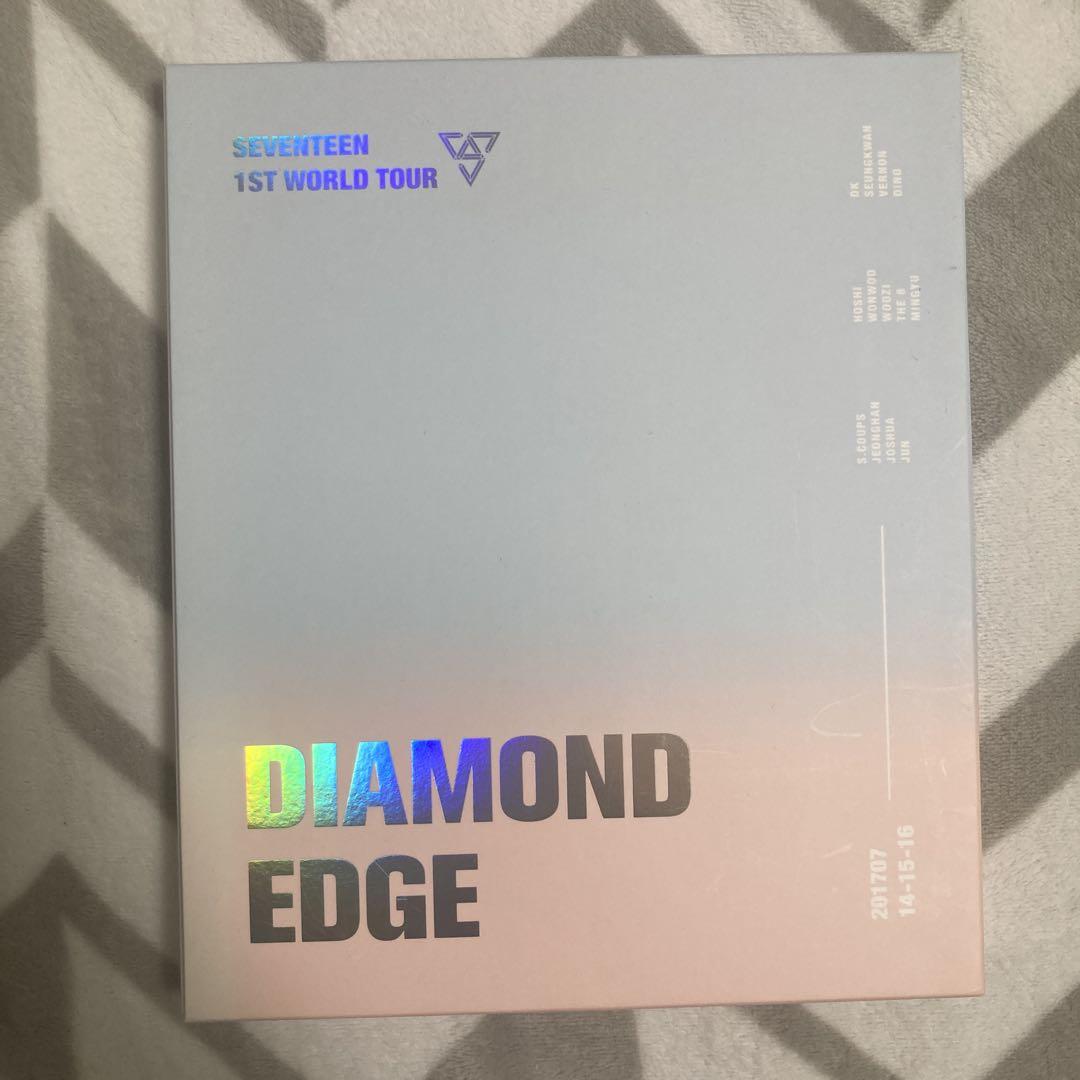 SEVENTEEN
1ST WORLD TOUR
DK
SEUNGKWAN
VERNON
DINO
HOSHI
WONWOO
WOOZI
THE 8
MINGYU
S.COUPS
JEONGHAN
JOSHUA
JUN
DIAMOND
EDGE
201707
14-15-16